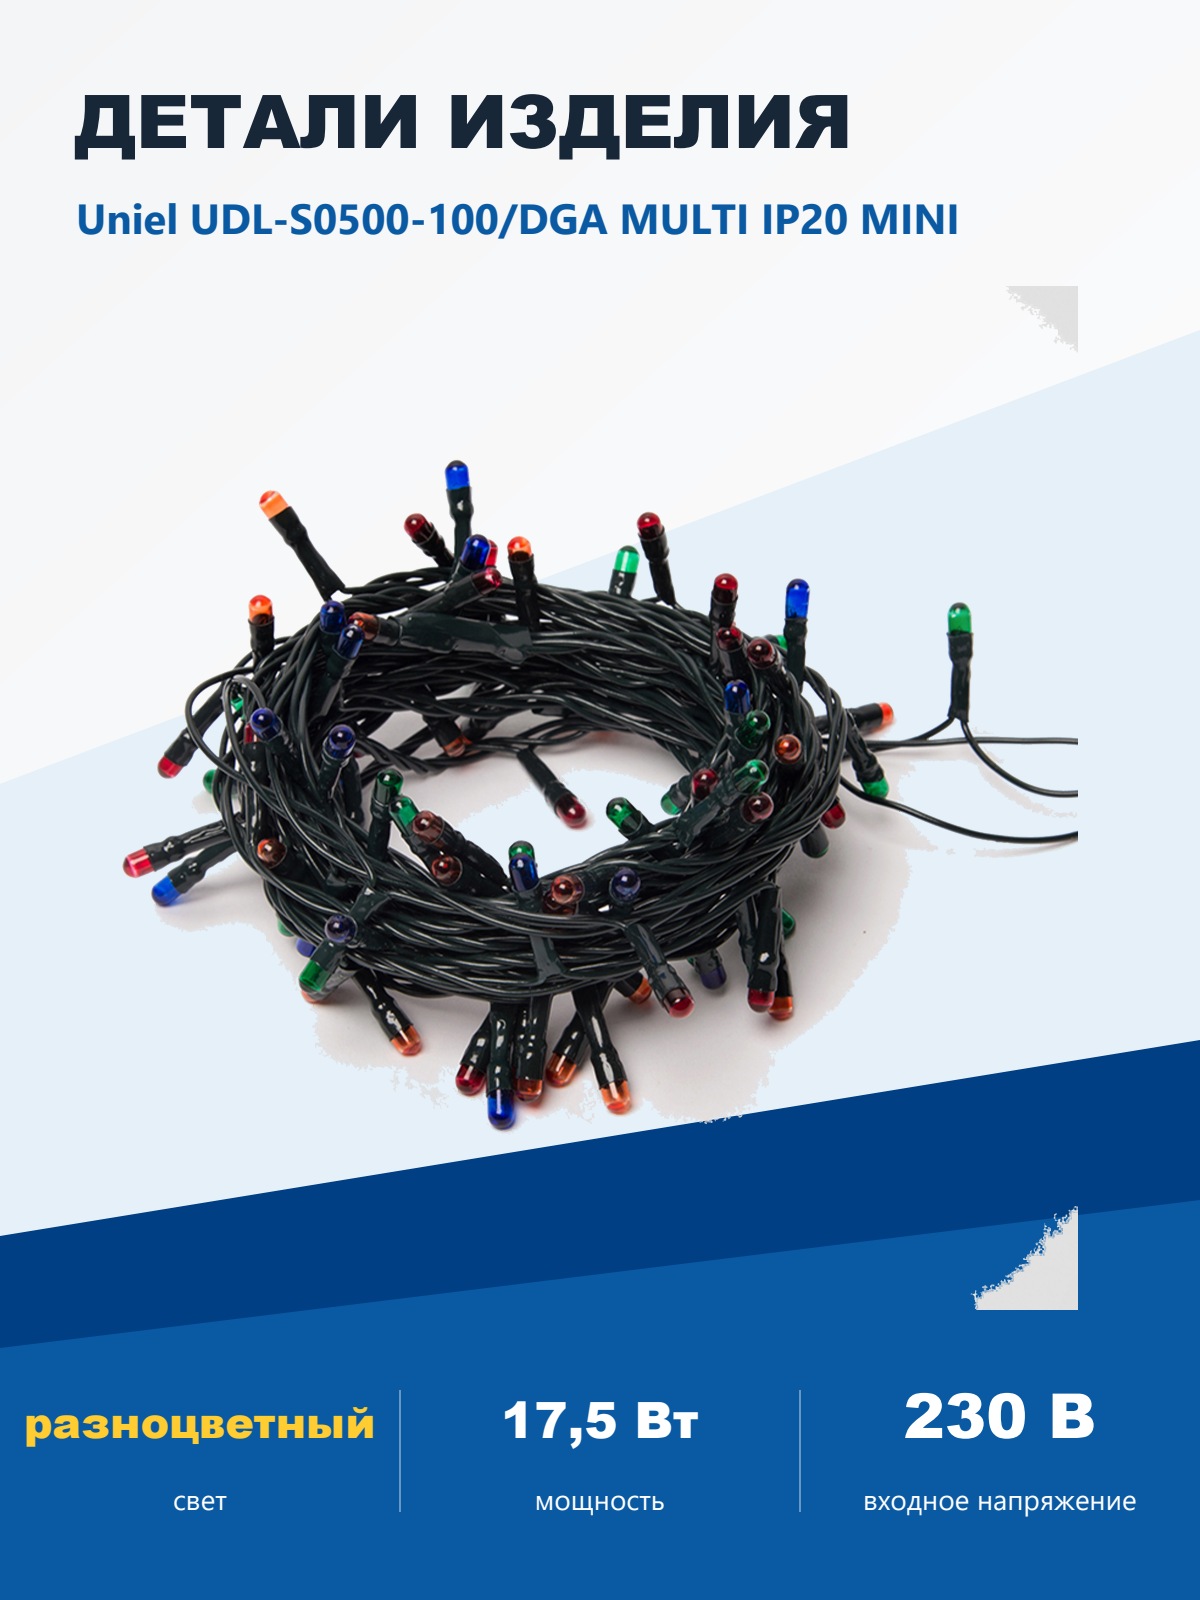 ДЕТАЛИ ИЗДЕЛИЯ
Uniel UDL-S0500-100/DGA MULTI IP20 MINI
разноцветный
свет
17,5 Вт
мощность
230 В
входное напряжение